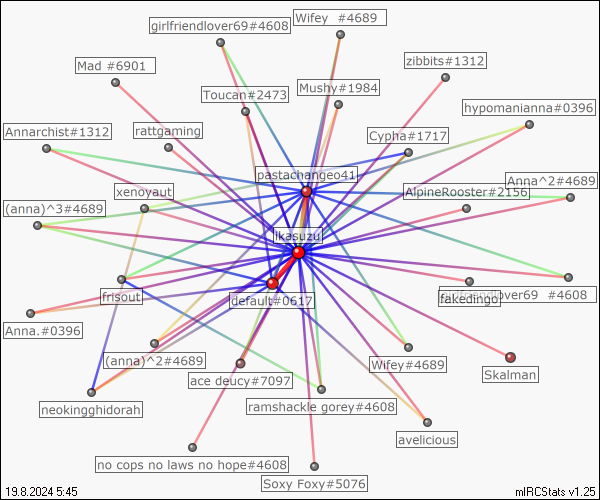 girlfriendlover69#4608
Wifey  #4689
Mad #6901
zibbits#1312
Toucan#2473
Mushy#1984
hypomanianna#0396
Annarchist#1312
rattgaming
Cypha#1717
pastachangeo41
xenoyaut
AlpineRooster#2156
Anna^2#4689
(anna)^3#4689
ikasuzu
frisout
default#0617
fakedingo
#4608
Anna.#0396
(anna)^2#4689
Wifey#4689
Skalman
ace deucy#7097
neokingghidorah
ramshackle gorey#4608
avelicious
no cops no laws no hope#4608
Soxy Foxy#5076
19.8.2024 5:45
mIRCStats v1.25